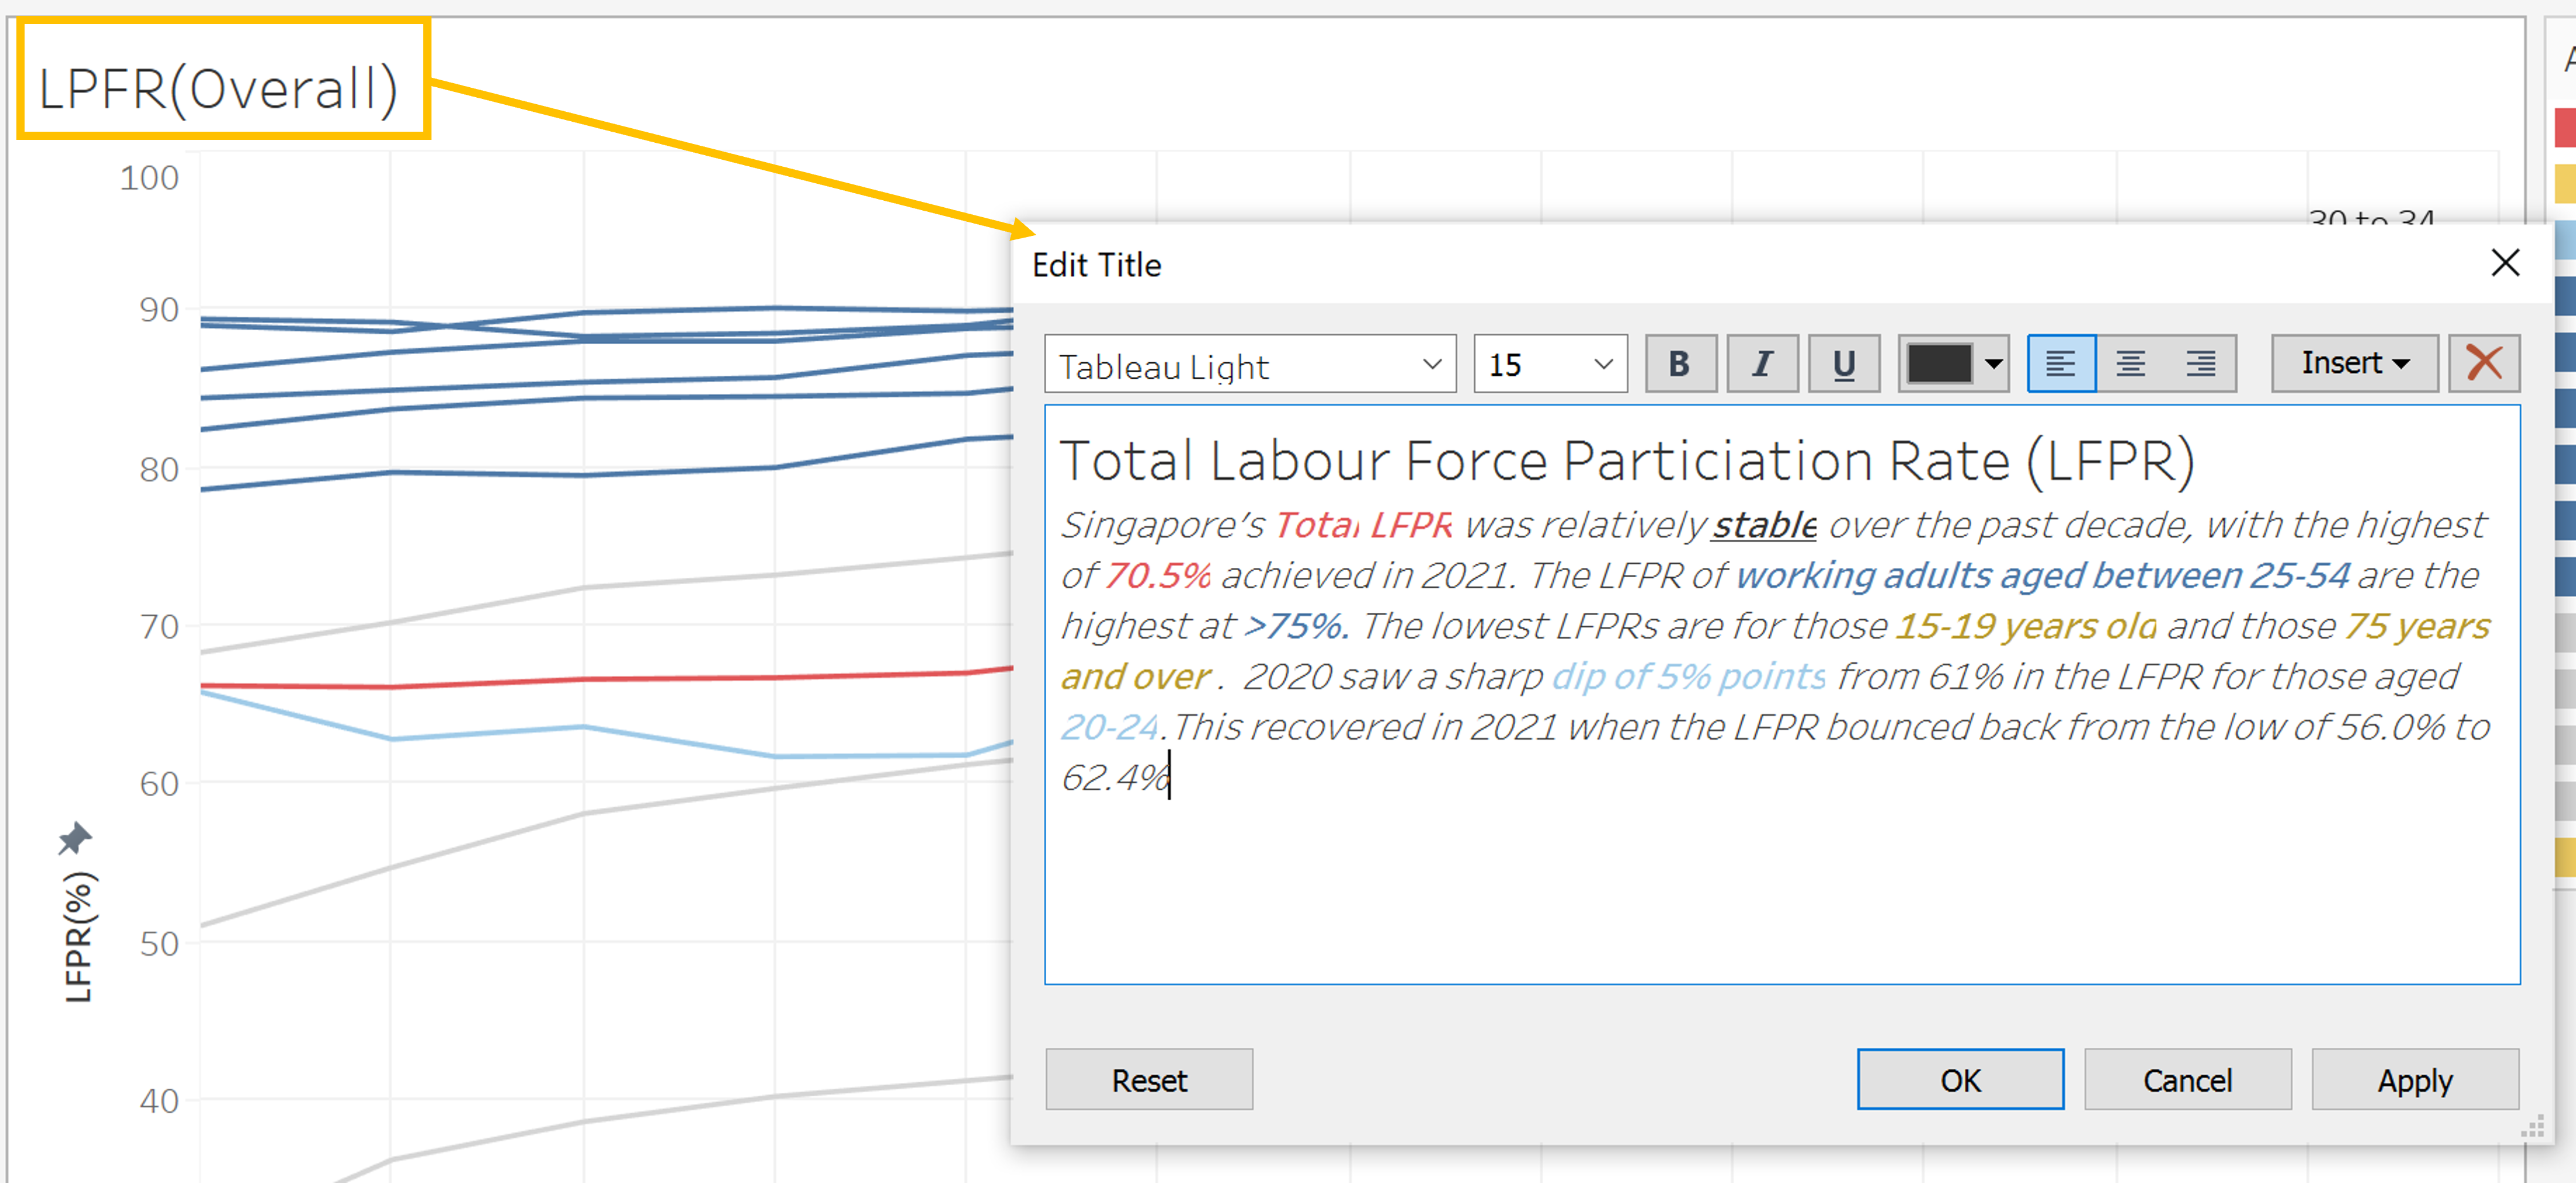 LPFR(Overall)
100
90
80
70
60
50
40
LFPR(%)
30 to 34
Edit Title
Tableau Light
15
B
I
U
Insert
Total Labour Force Particiation Rate (LFPR)
Singapore's Total LFPR was relatively stable over the past decade, with the highest
of 70.5% achieved in 2021. The LFPR of working adults aged between 25-54 are the
highest at >75%. The lowest LFPRs are for those 15-19 years old and those 75 years
and over .  2020 saw a sharp dip of 5% points from 61% in the LFPR for those aged
20-24. This recovered in 2021 when the LFPR bounced back from the low of 56.0% to
62.4%
Reset
OK
Cancel
Apply